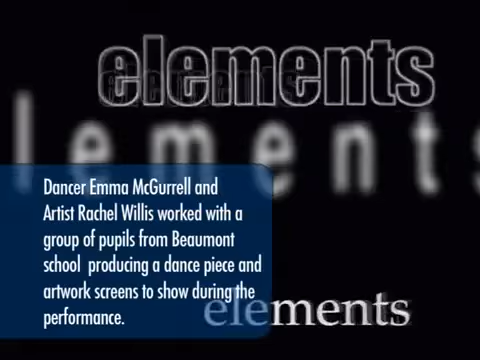 elements
lements
Dancer Emma McGurrell and
Artist Rachel Willis worked with a
group of pupils from Beaumont
school producing a dance piece and
artwork screens to show during the
performance.
elements